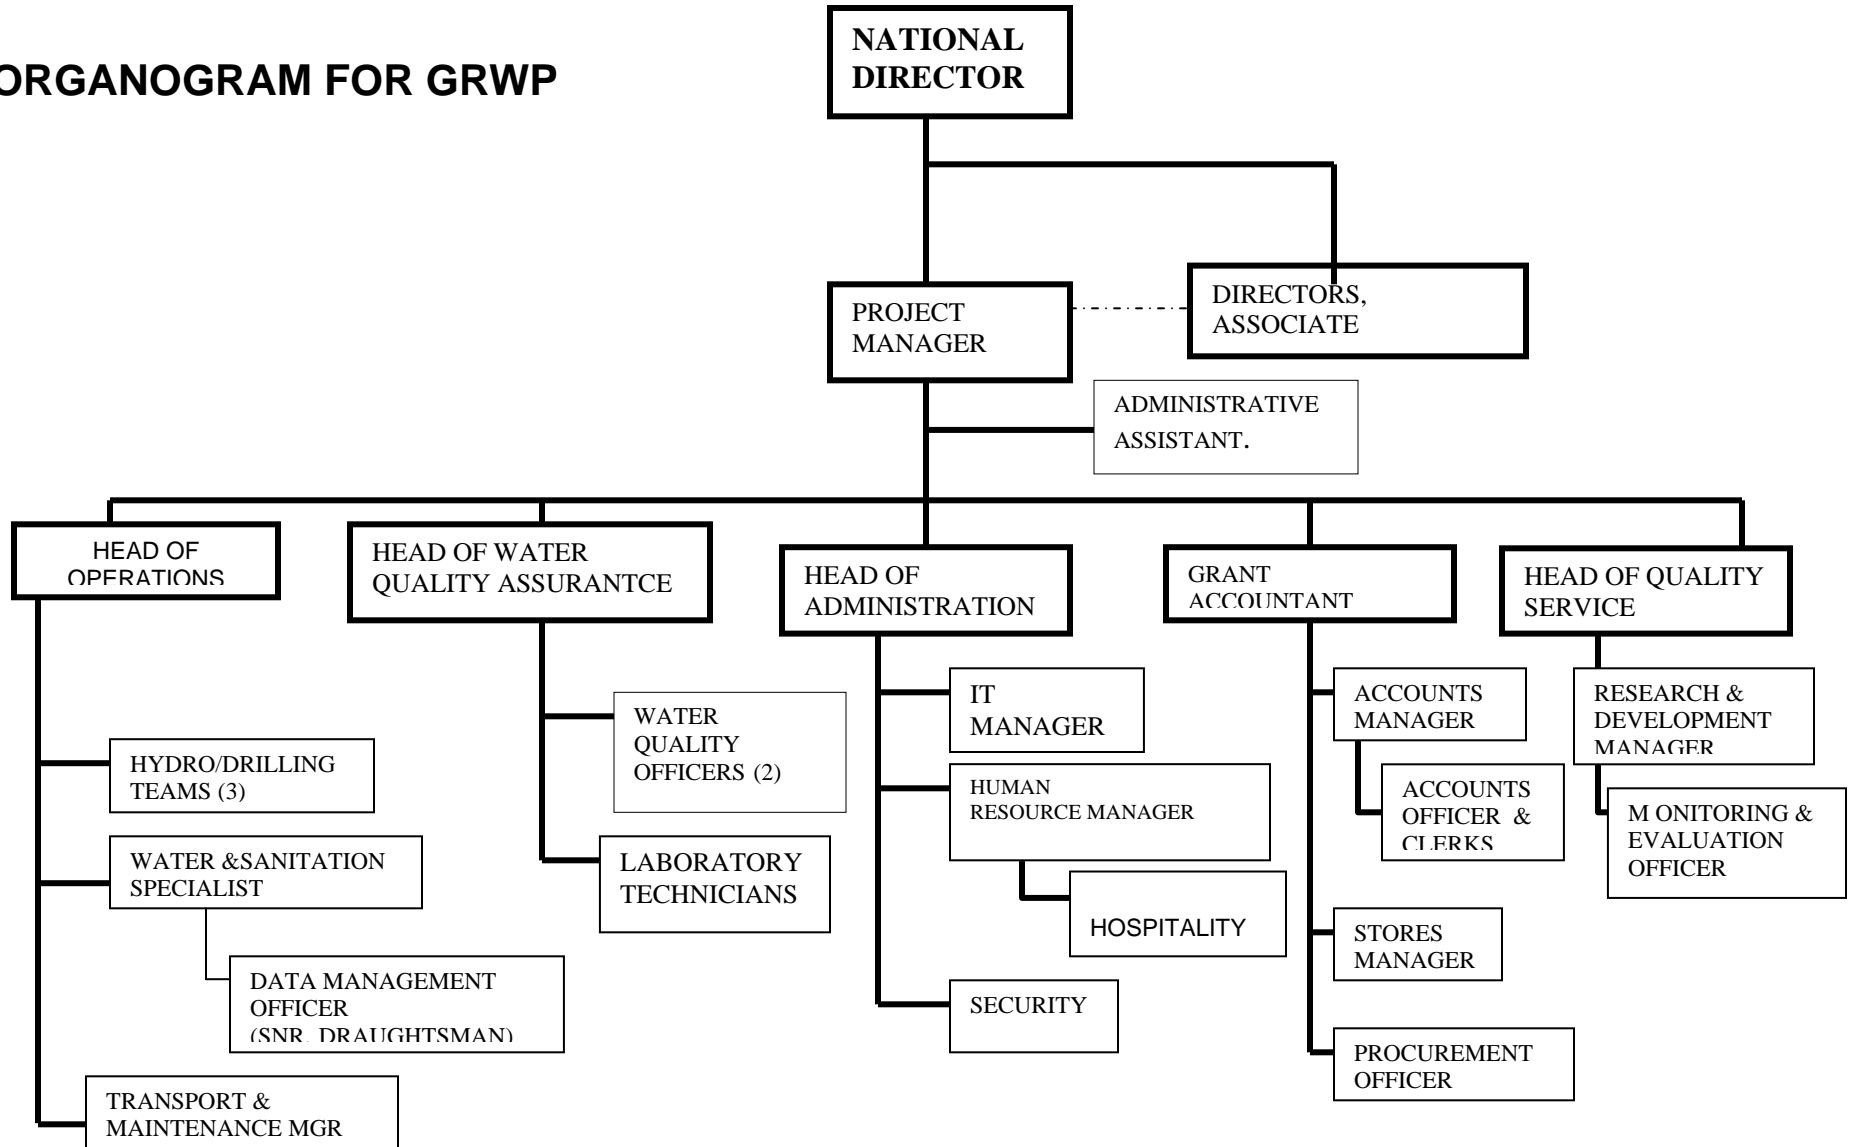 ORGANOGRAM FOR GRWP
NATIONAL
DIRECTOR
PROJECT
MANAGER
DIRECTORS,
ASSOCIATE
ADMINISTRATIVE
ASSISTANT.
HEAD OF
OPERATIONS
HEAD OF WATER
QUALITY ASSURANTCE
HEAD OF
ADMINISTRATION
GRANT
ACCOUNTANT
HEAD OF QUALITY
SERVICE
HYDRO/DRILLING
TEAMS (3)
WATER &SANITATION
SPECIALIST
DATA MANAGEMENT
OFFICER
(SNR. DRAUGHTSMAN)
TRANSPORT &
MAINTENANCE MGR
WATER
QUALITY
OFFICERS (2)
LABORATORY
TECHNICIANS
IT
MANAGER
HUMAN
RESOURCE MANAGER
HOSPITALITY
SECURITY
ACCOUNTS
MANAGER
ACCOUNTS
OFFICER &
CLERKS
STORES
MANAGER
PROCUREMENT
OFFICER
RESEARCH &
DEVELOPMENT
MANAGER
M ONITORING &
EVALUATION
OFFICER